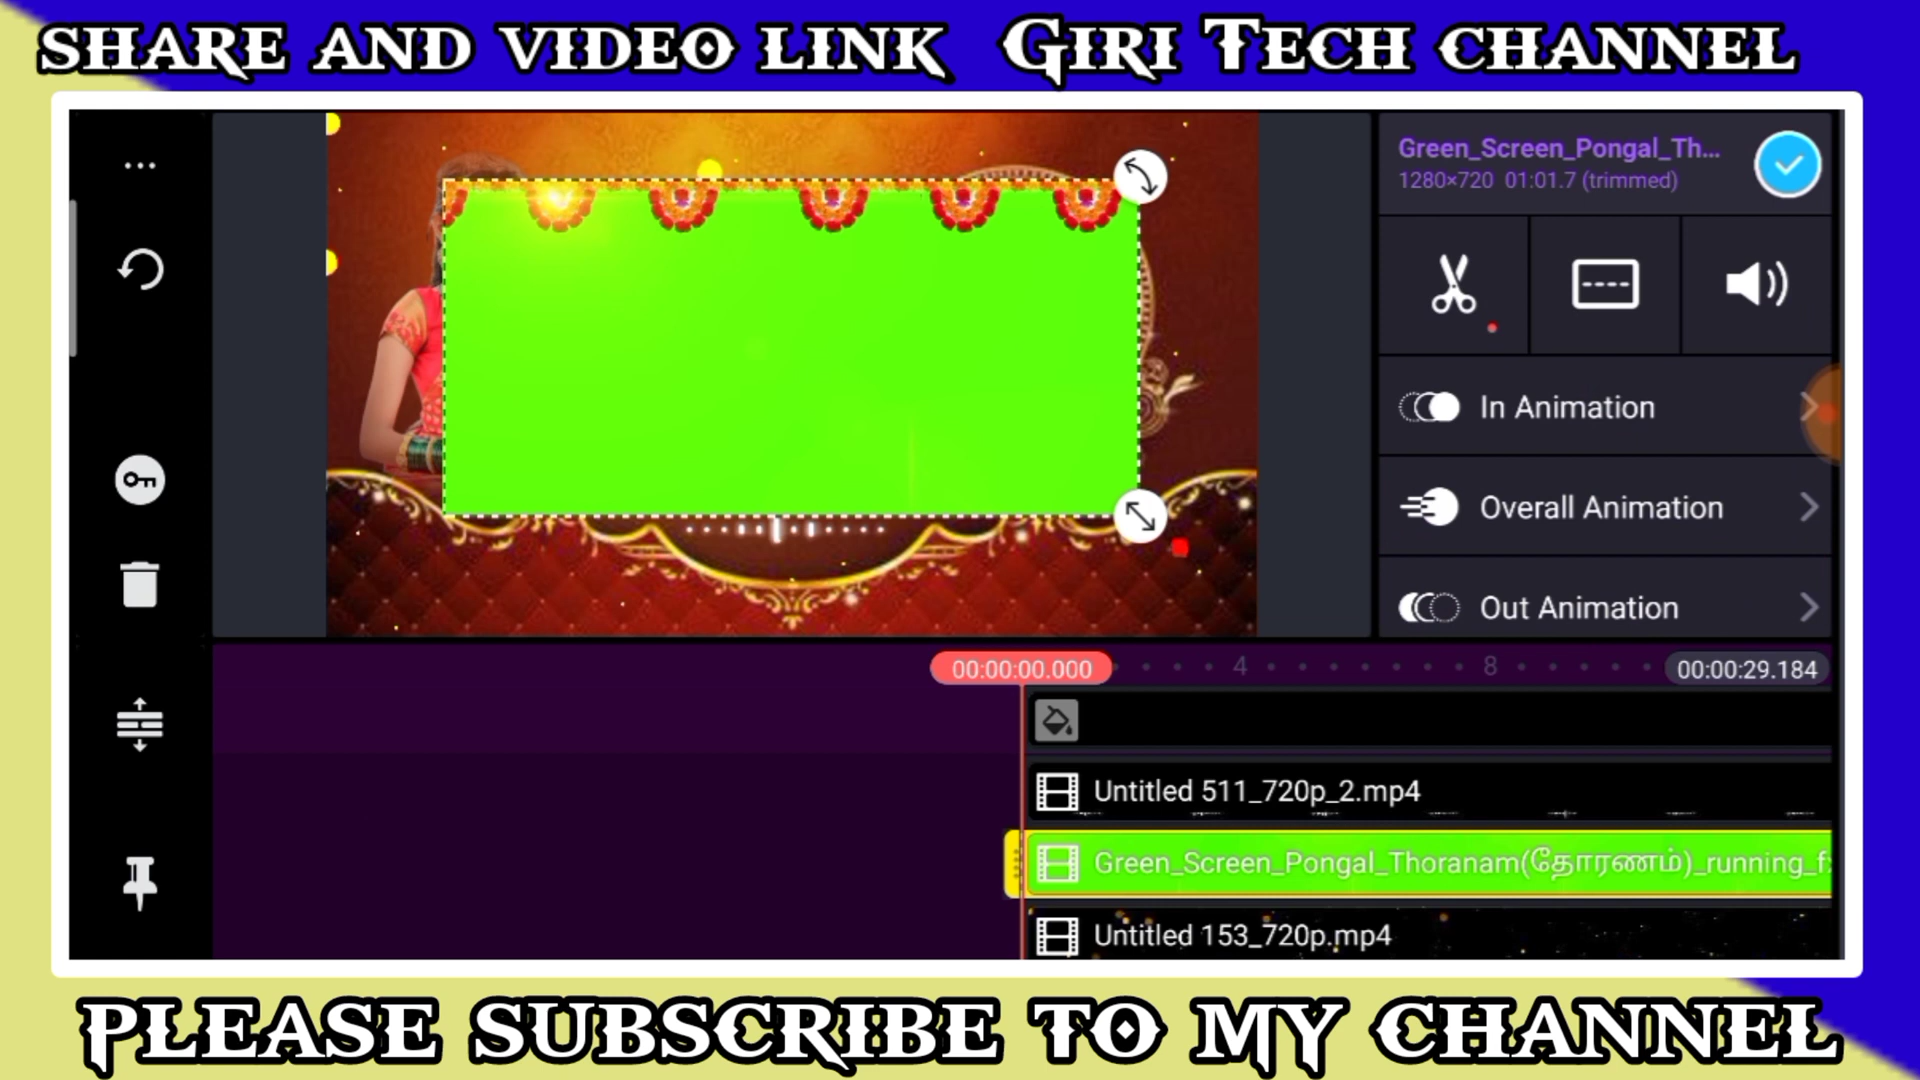 SHARE AND VIDEO LINK GIRI TECH CHANNEL
Green_Screen_Pongal_Th...
1280×720 01:01.7 (trimmed)
In Animation
Overall Animation
Out Animation
00:00:00.000
4
8
00:00:29.184
Untitled 511_720p_2.mp4
Green_Screen_Pongal_Thoranam(தோரணம்)_running_f
Untitled 153_720p.mp4
PLEASE SUBSCRIBE TO MY CHANNEL